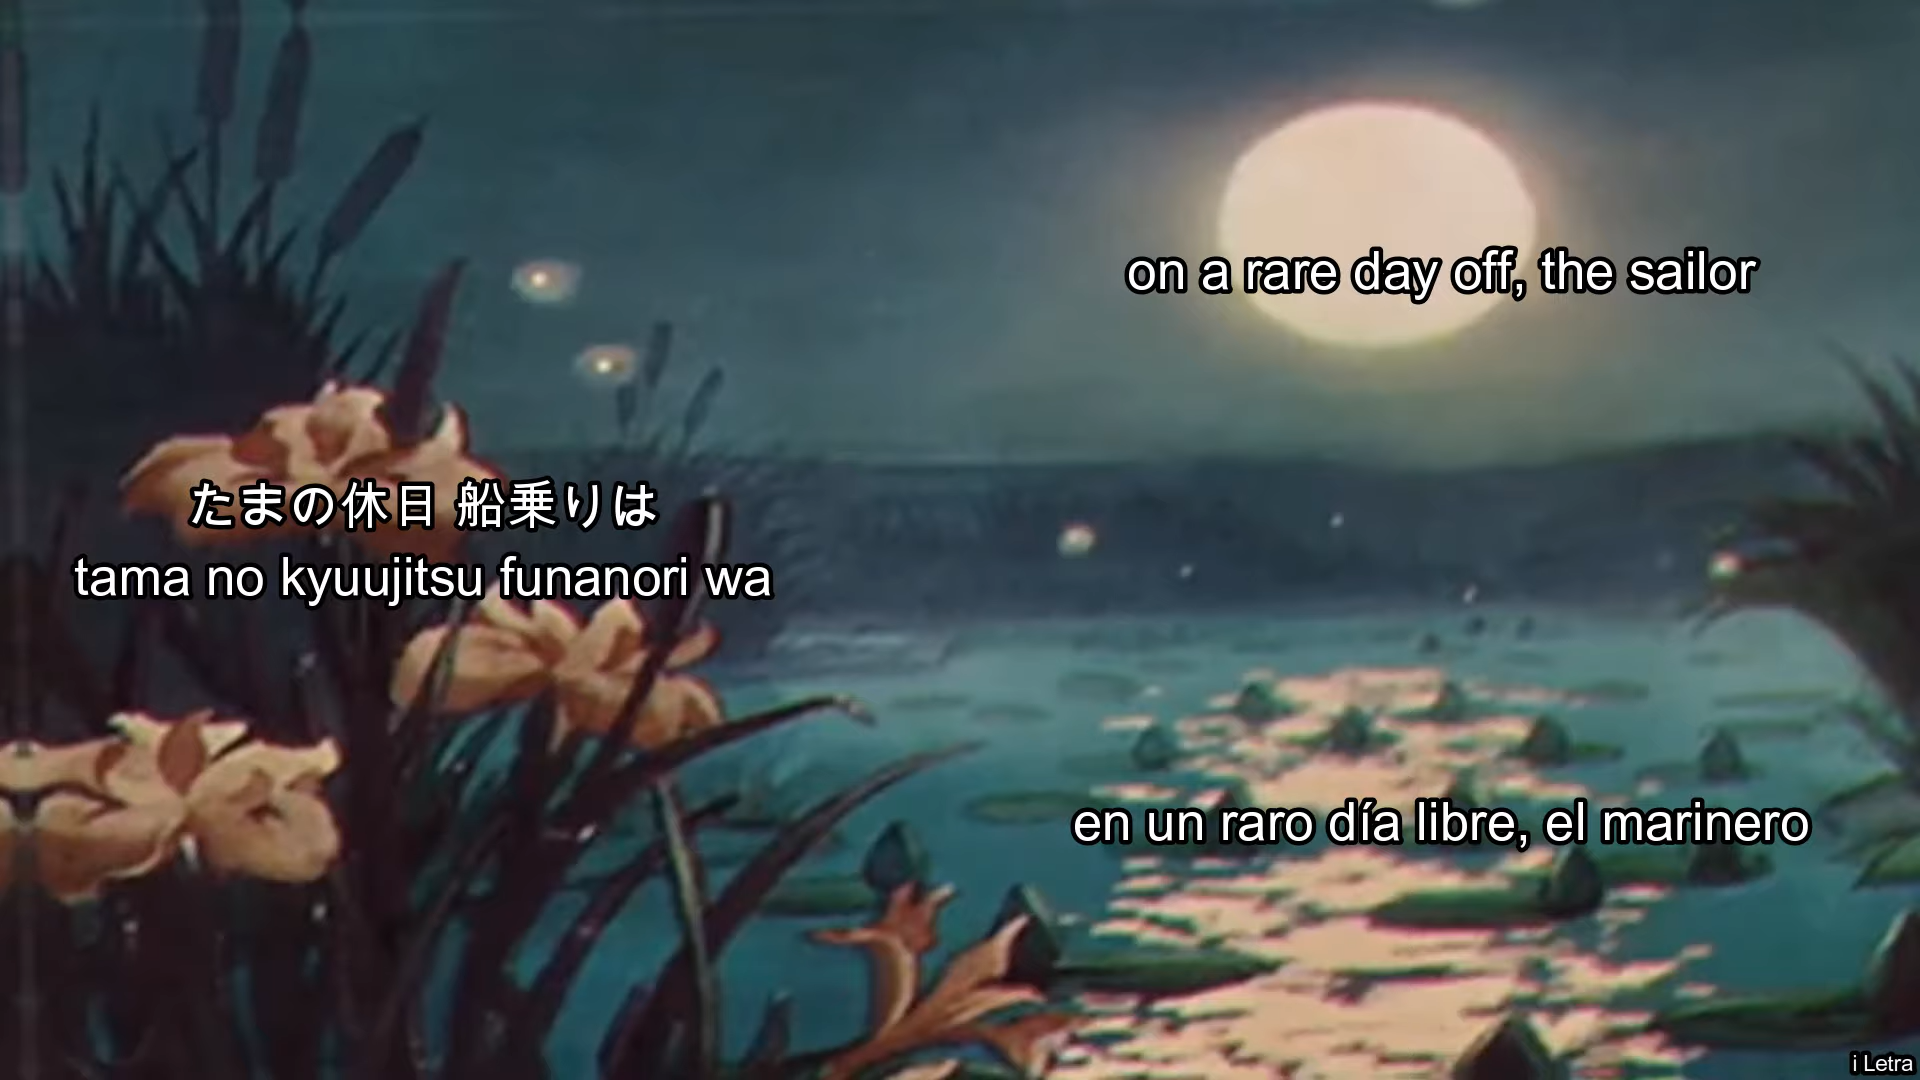 on a rare day off, the sailor
たまの休日 船乗りは
tama no kyuujitsu funanori wa
en un raro día libre, el marinero
i Letra